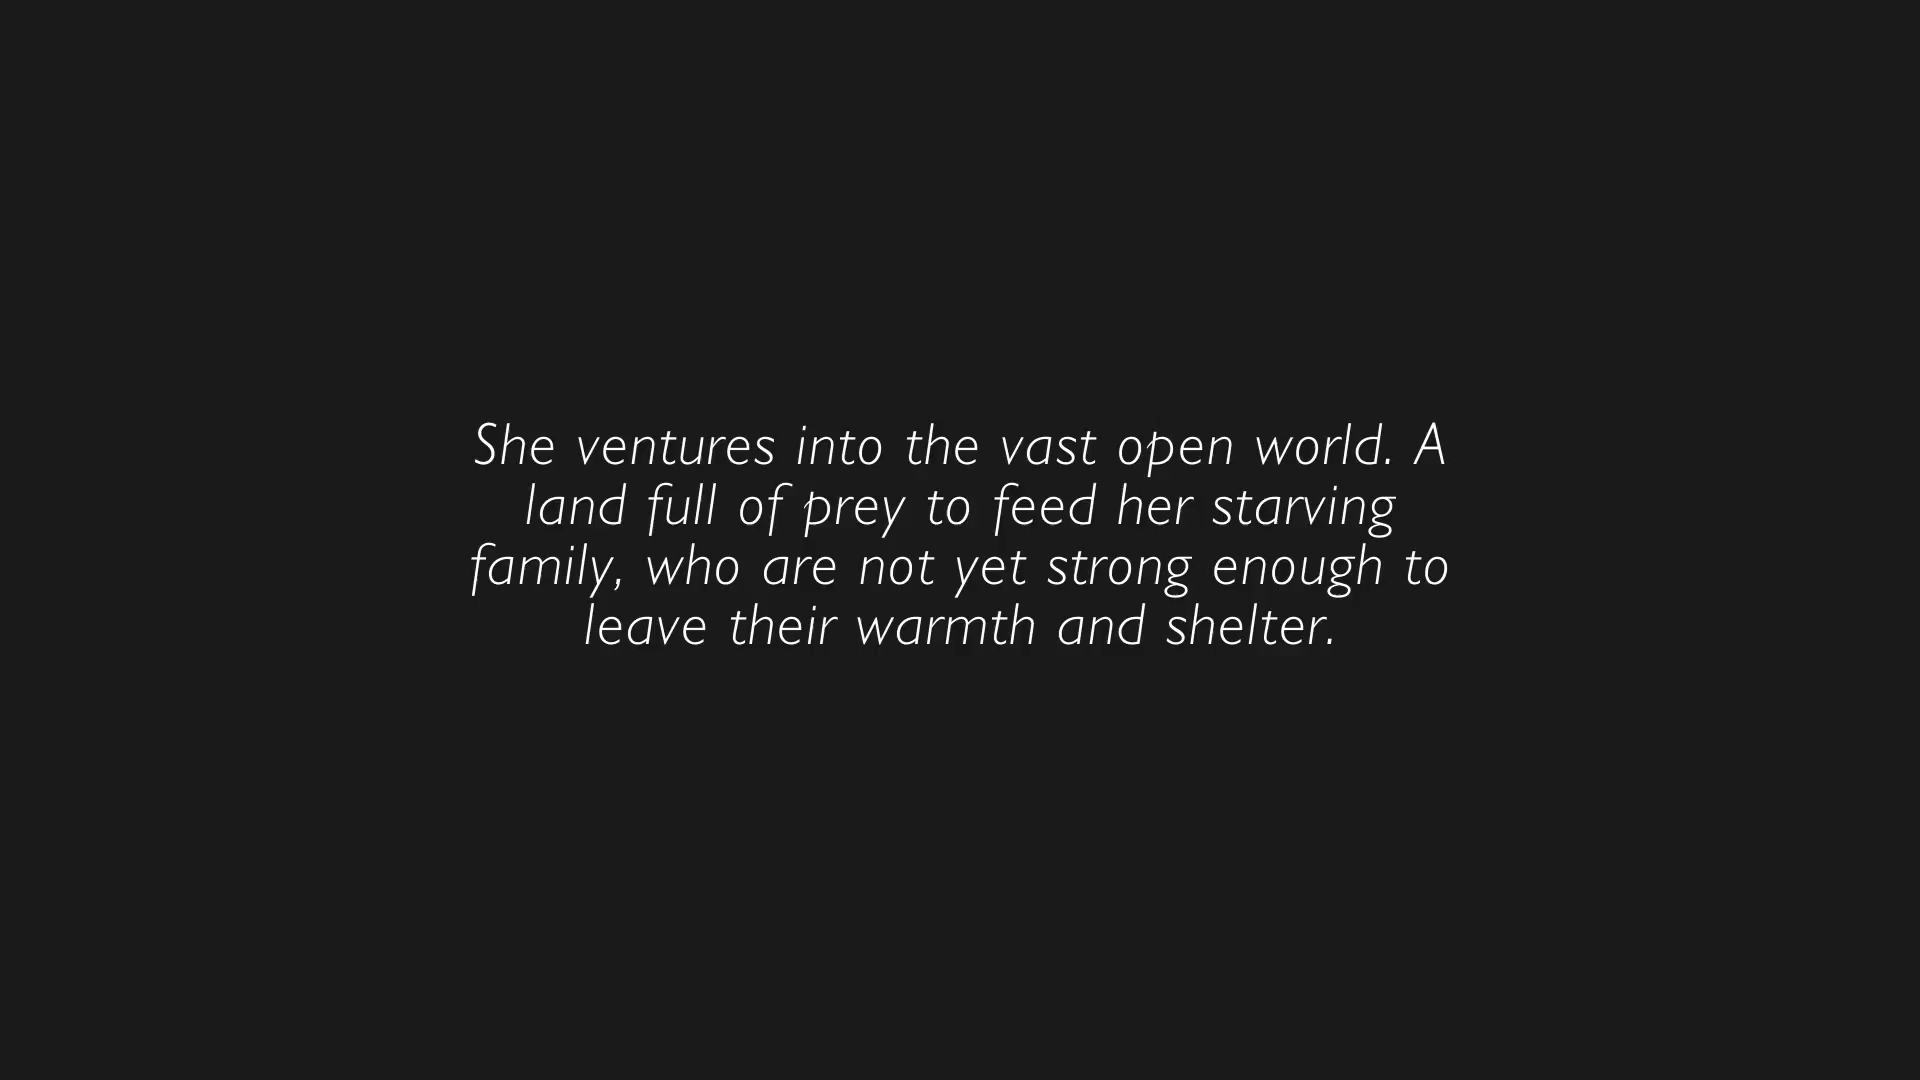 She ventures into the vast open world. A
land full of prey to feed her starving
family, who are not yet strong enough to
leave their warmth and shelter.